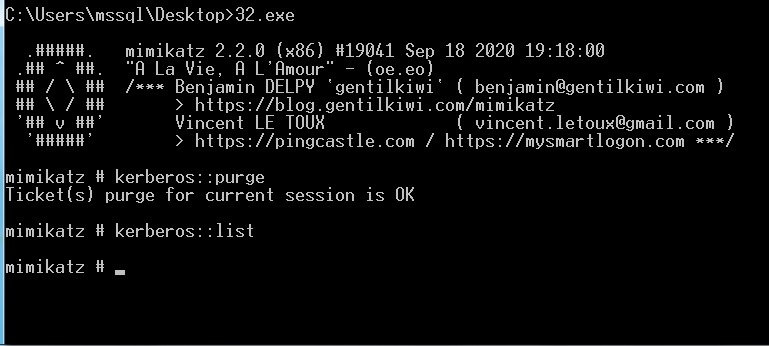 C:\Users\mssql\Desktop>32.exe
  .#####.   mimikatz 2.2.0 (x86) #19041 Sep 18 2020 19:18:00
 .## ^ ##.  "A La Vie, A L'Amour" - (oe.eo)
 ## / \ ##  /*** Benjamin DELPY `gentilkiwi` ( benjamin@gentilkiwi.com )
 ## \ / ##       > https://blog.gentilkiwi.com/mimikatz
 '## v ##'       Vincent LE TOUX             ( vincent.letoux@gmail.com )
  '#####'        > https://pingcastle.com / https://mysmartlogon.com ***/
mimikatz # kerberos::purge
Ticket(s) purge for current session is OK
mimikatz # kerberos::list
mimikatz # _